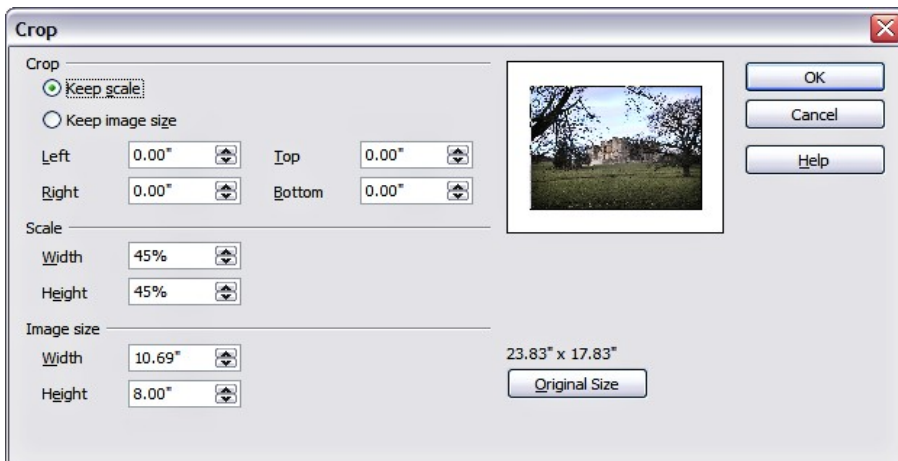 Crop
Crop
Keep scale
Keep image size
Left 0.00" Top 0.00"
Right 0.00" Bottom 0.00"
Scale
Width 45%
Height 45%
Image size
Width 10.69"
Height 8.00"
23.83" x 17.83"
Original Size
OK
Cancel
Help